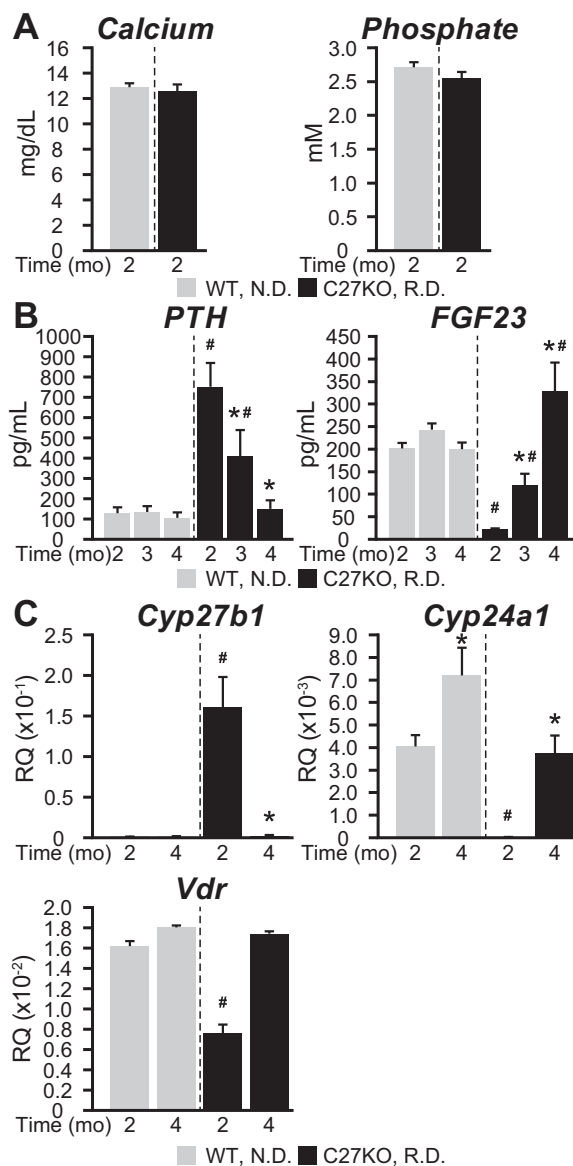 A
Calcium
Phosphate
mg/dL
16
14
12
10
8
6
4
2
0
mM
3.0
2.5
2.0
1.5
1.0
0.5
0
Time (mo) 2 2
2 2
WT, N.D. C27KO, R.D.
B
PTH
FGF23
pg/mL
1000
900
800
700
600
500
400
300
200
100
0
#
*#
*
pg/mL
450
400
350
300
250
200
150
100
50
0
#
*#
*#
Time (mo) 2 3 4 2 3 4
2 3 4 2 3 4
WT, N.D. C27KO, R.D.
C
Cyp27b1
Cyp24a1
RQ (x10⁻¹)
2.5
2.0
1.5
1.0
0.5
0
#
*
RQ (x10⁻³)
9.0
8.0
7.0
6.0
5.0
4.0
3.0
2.0
1.0
0.0
*
#
*
Time (mo) 2 4 2 4
2 4 2 4
Vdr
RQ (x10⁻²)
2.0
1.8
1.6
1.4
1.2
1.0
0.8
0.6
0.4
0.2
0
#
Time (mo) 2 4 2 4
WT, N.D. C27KO, R.D.